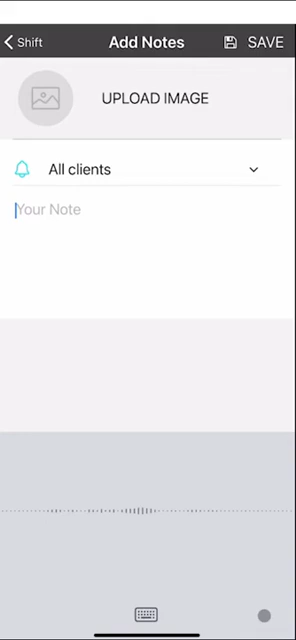 Shift
Add Notes
SAVE
UPLOAD IMAGE
All clients
Your Note